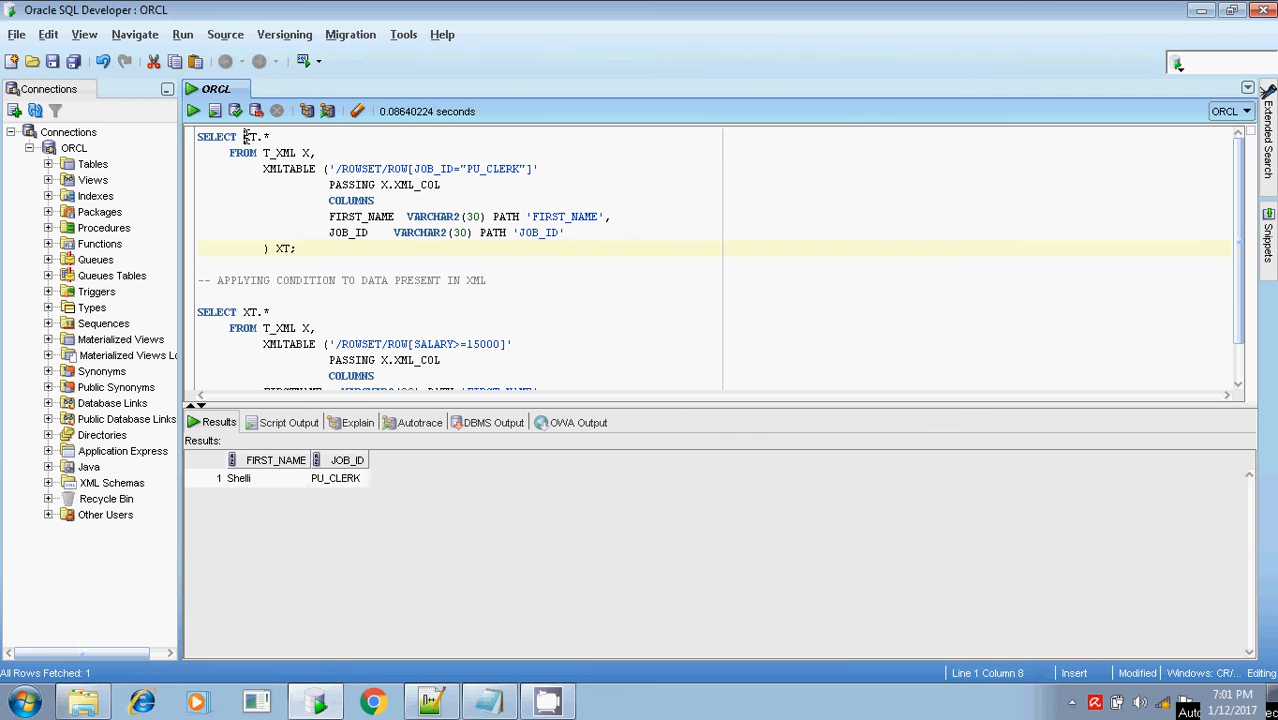 Oracle SQL Developer : ORCL
File Edit View Navigate Run Source Versioning Migration Tools Help
Connections
ORCL
0.08640224 seconds
ORCL
Connections
ORCL
Tables
Views
Indexes
Packages
Procedures
Functions
Queues
Queues Tables
Triggers
Types
Sequences
Materialized Views
Materialized Views Lo
Synonyms
Public Synonyms
Database Links
Public Database Links
Directories
Application Express
Java
XML Schemas
Recycle Bin
Other Users
SELECT XT.*
FROM T_XML X,
XMLTABLE ('/ROWSET/ROW[JOB_ID="PU_CLERK"]'
PASSING X.XML_COL
COLUMNS
FIRST_NAME VARCHAR2(30) PATH 'FIRST_NAME',
JOB_ID VARCHAR2(30) PATH 'JOB_ID'
) XT;
-- APPLYING CONDITION TO DATA PRESENT IN XML
SELECT XT.*
FROM T_XML X,
XMLTABLE ('/ROWSET/ROW[SALARY>=15000]'
PASSING X.XML_COL
COLUMNS
Extended Search
Snippets
Results Script Output Explain Autotrace DBMS Output OWA Output
Results:
FIRST_NAME JOB_ID
1 Shelli PU_CLERK
All Rows Fetched: 1
Line 1 Column 8 Insert Modified Windows: CR/... Editing
7:01 PM
1/12/2017